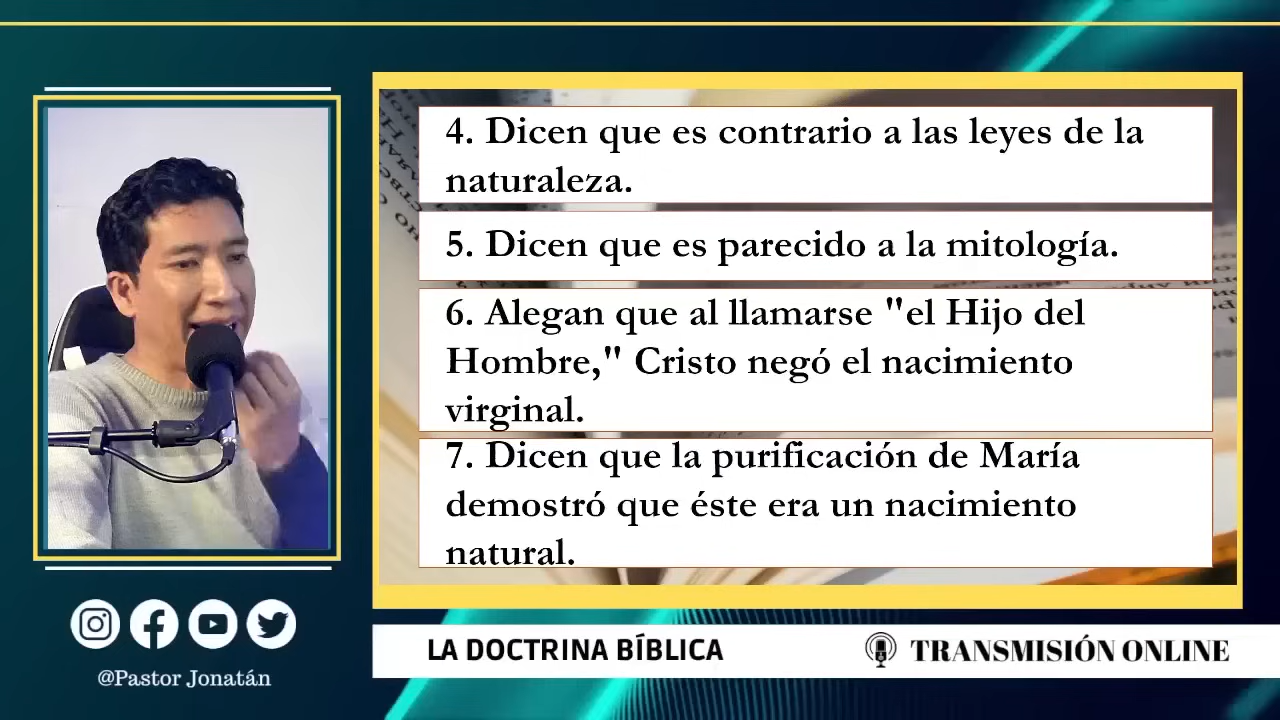 4. Dicen que es contrario a las leyes de la
naturaleza.
5. Dicen que es parecido a la mitología.
6. Alegan que al llamarse "el Hijo del
Hombre," Cristo negó el nacimiento
virginal.
7. Dicen que la purificación de María
demostró que éste era un nacimiento
natural.
@Pastor Jonatán
LA DOCTRINA BÍBLICA
TRANSMISIÓN ONLINE